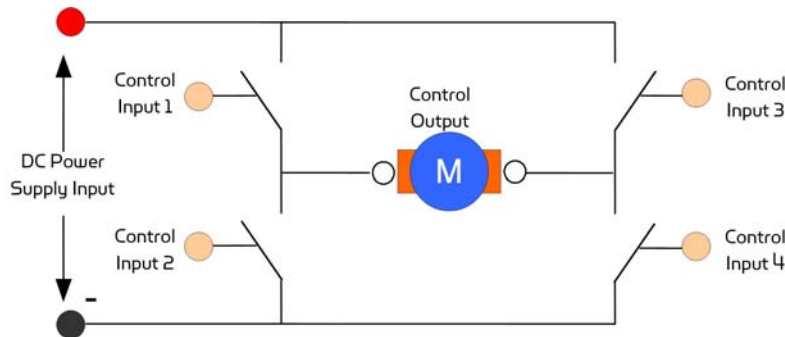 Control
Input 1
Control
Output
Control
Input 3
DC Power
Supply Input
M
Control
Input 2
Control
Input 4
-